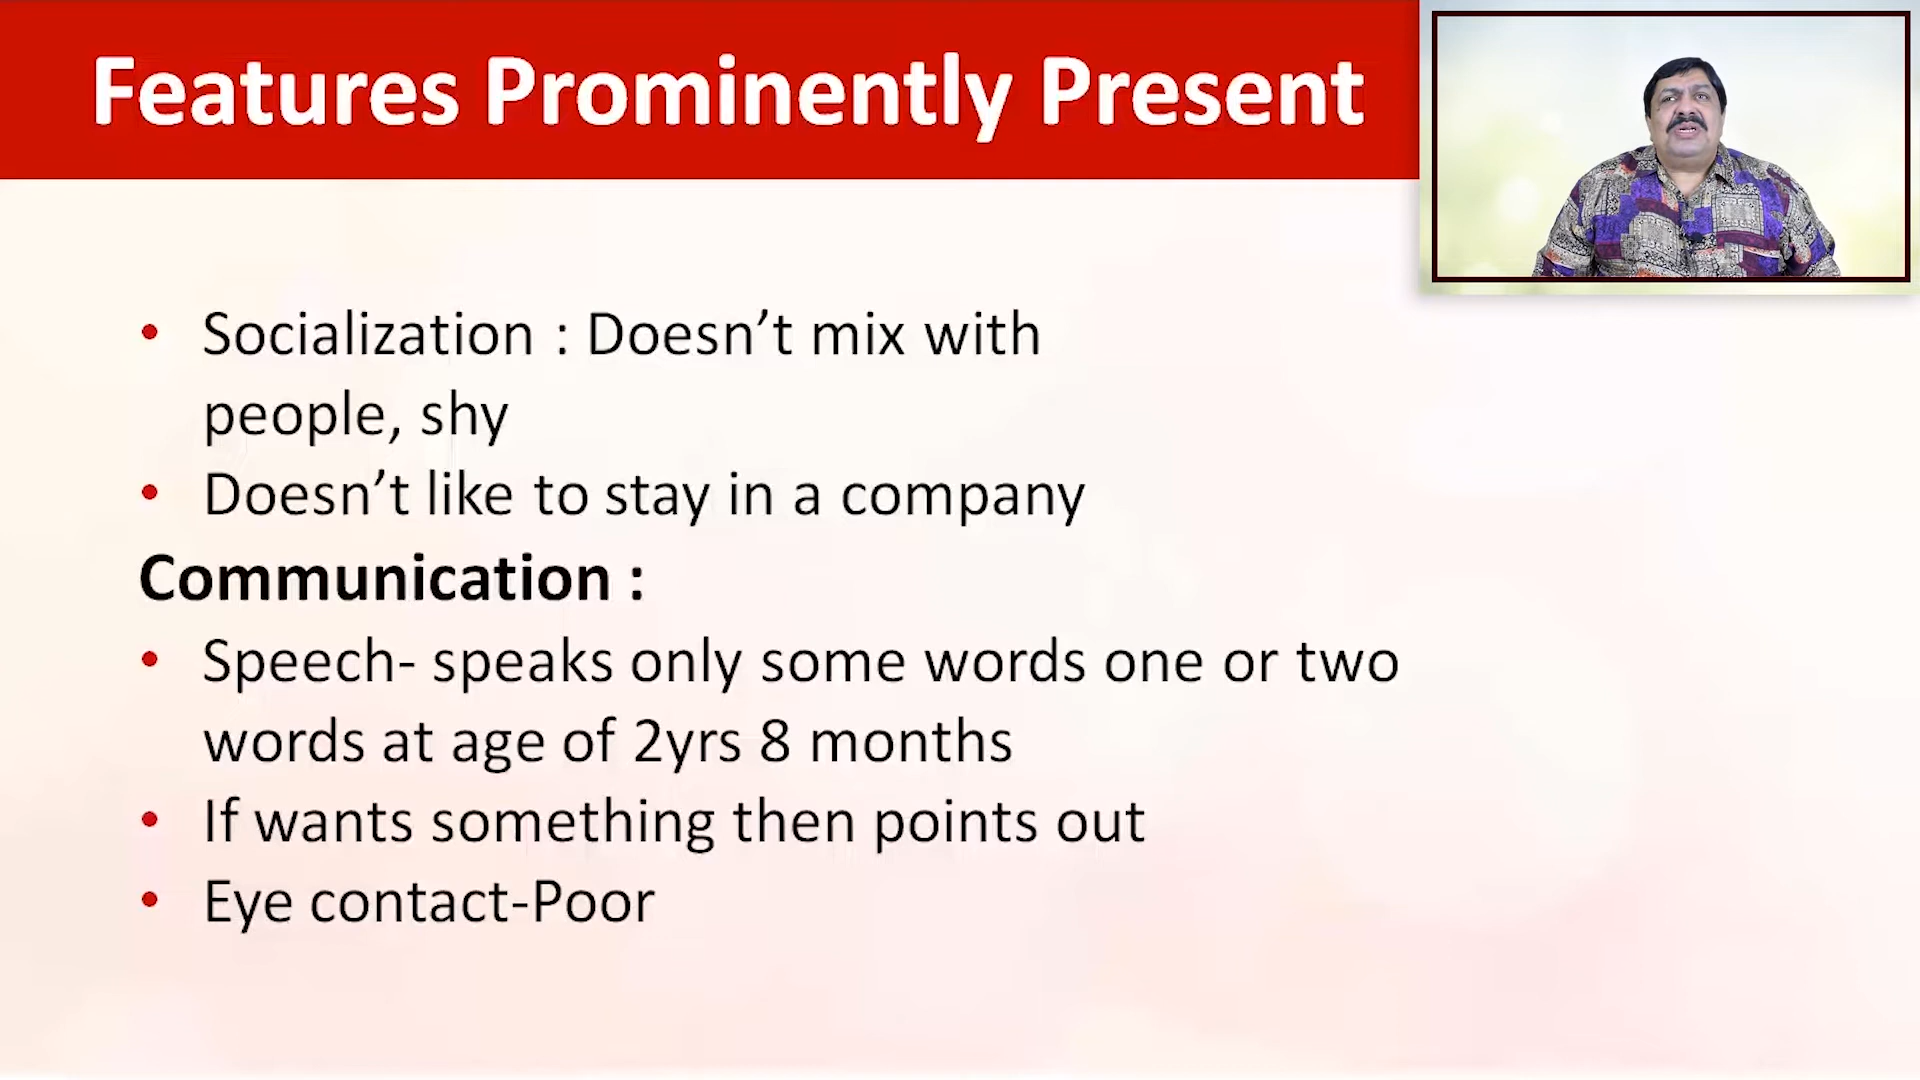 Features Prominently Present
• Socialization : Doesn’t mix with
people, shy
• Doesn’t like to stay in a company
Communication :
• Speech- speaks only some words one or two
words at age of 2yrs 8 months
• If wants something then points out
• Eye contact-Poor